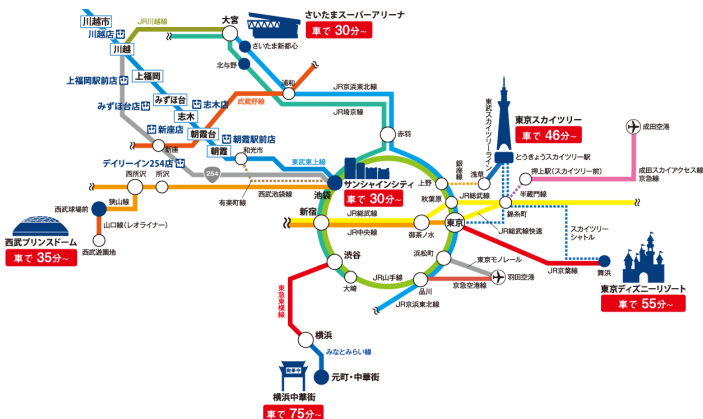 川越市
川越店
JR川越線
川越
大宮
さいたまスーパーアリーナ
車で 30分~
さいたま新都心
北与野
上福岡駅前店
上福岡
浦和
JR京浜東北線
JR埼京線
みずほ台
みずほ台店
志木店
志木
武蔵野線
新座店
朝霞台
朝霞駅前店
新座
朝霞
和光市
東武東上線
赤羽
デイリーイン254店
254
西所沢
所沢
有楽町線
西武池袋線
池袋
サンシャインシティ
車で 30分~
狭山線
西武球場前
山口線(レオライナー)
西武遊園地
西武プリンスドーム
車で 35分~
東武スカイツリーライン
東京スカイツリー
車で 46分~
とうきょうスカイツリー駅
成田空港
押上駅(スカイツリー前)
成田スカイアクセス線
京急線
銀座線
浅草
上野
半蔵門線
秋葉原
JR総武線
錦糸町
新宿
JR総武線
JR中央線
御茶ノ水
東京
JR総武線快速
スカイツリー
シャトル
渋谷
浜松町
東京モノレール
羽田空港
JR山手線
大崎
品川
京急空港線
JR京浜東北線
JR京葉線
舞浜
東京ディズニーリゾート
車で 55分~
東急東横線
横浜
みなとみらい線
元町・中華街
横浜中華街
車で 75分~